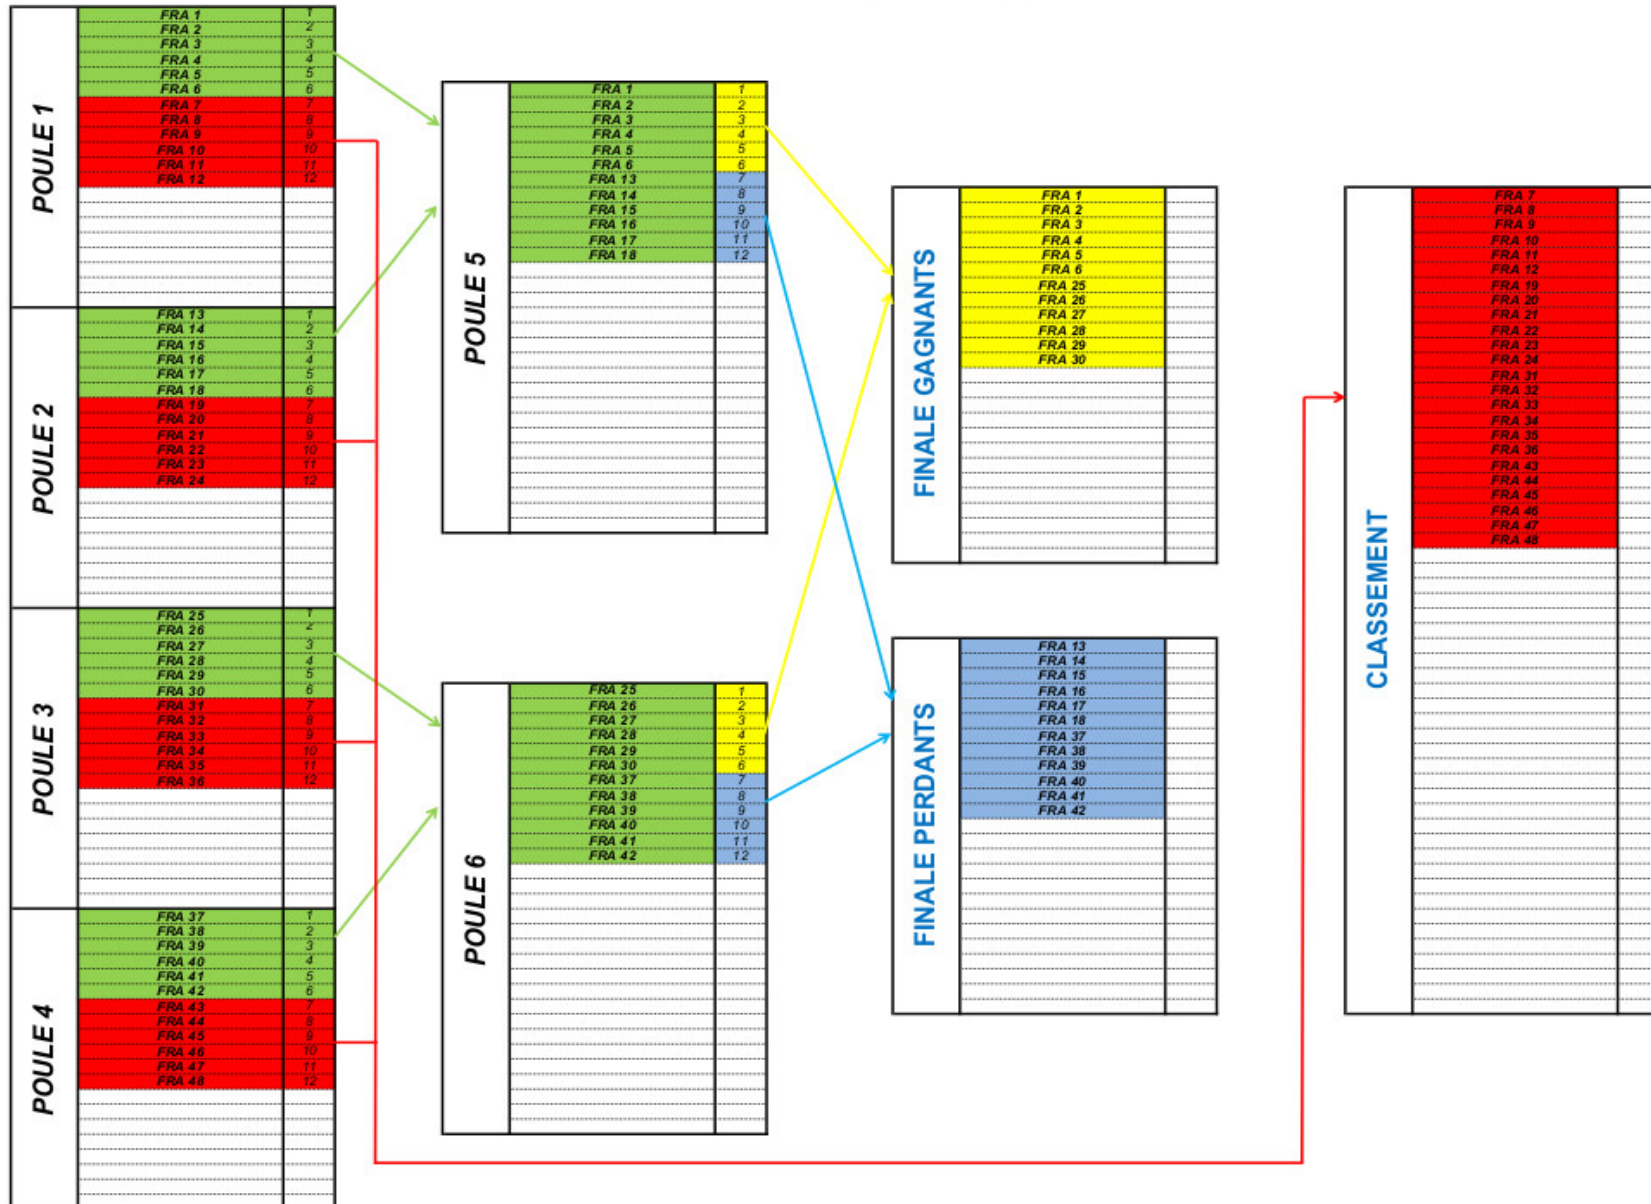 POULE 1
FRA 1 1
FRA 2 2
FRA 3 3
FRA 4 4
FRA 5 5
FRA 6 6
FRA 7 7
FRA 8 8
FRA 9 9
FRA 10 10
FRA 11 11
FRA 12 12
POULE 2
FRA 13 1
FRA 14 2
FRA 15 3
FRA 16 4
FRA 17 5
FRA 18 6
FRA 19 7
FRA 20 8
FRA 21 9
FRA 22 10
FRA 23 11
FRA 24 12
POULE 3
FRA 25 1
FRA 26 2
FRA 27 3
FRA 28 4
FRA 29 5
FRA 30 6
FRA 31 7
FRA 32 8
FRA 33 9
FRA 34 10
FRA 35 11
FRA 36 12
POULE 4
FRA 37 1
FRA 38 2
FRA 39 3
FRA 40 4
FRA 41 5
FRA 42 6
FRA 43 7
FRA 44 8
FRA 45 9
FRA 46 10
FRA 47 11
FRA 48 12
POULE 5
FRA 1 1
FRA 2 2
FRA 3 3
FRA 4 4
FRA 5 5
FRA 6 6
FRA 13 7
FRA 14 8
FRA 15 9
FRA 16 10
FRA 17 11
FRA 18 12
POULE 6
FRA 25 1
FRA 26 2
FRA 27 3
FRA 28 4
FRA 29 5
FRA 30 6
FRA 37 7
FRA 38 8
FRA 39 9
FRA 40 10
FRA 41 11
FRA 42 12
FINALE GAGNANTS
FRA 1
FRA 2
FRA 3
FRA 4
FRA 5
FRA 6
FRA 25
FRA 26
FRA 27
FRA 28
FRA 29
FRA 30
FINALE PERDANTS
FRA 13
FRA 14
FRA 15
FRA 16
FRA 17
FRA 18
FRA 37
FRA 38
FRA 39
FRA 40
FRA 41
FRA 42
CLASSEMENT
FRA 7
FRA 8
FRA 9
FRA 10
FRA 11
FRA 12
FRA 19
FRA 20
FRA 21
FRA 22
FRA 23
FRA 24
FRA 31
FRA 32
FRA 33
FRA 34
FRA 35
FRA 36
FRA 43
FRA 44
FRA 45
FRA 46
FRA 47
FRA 48